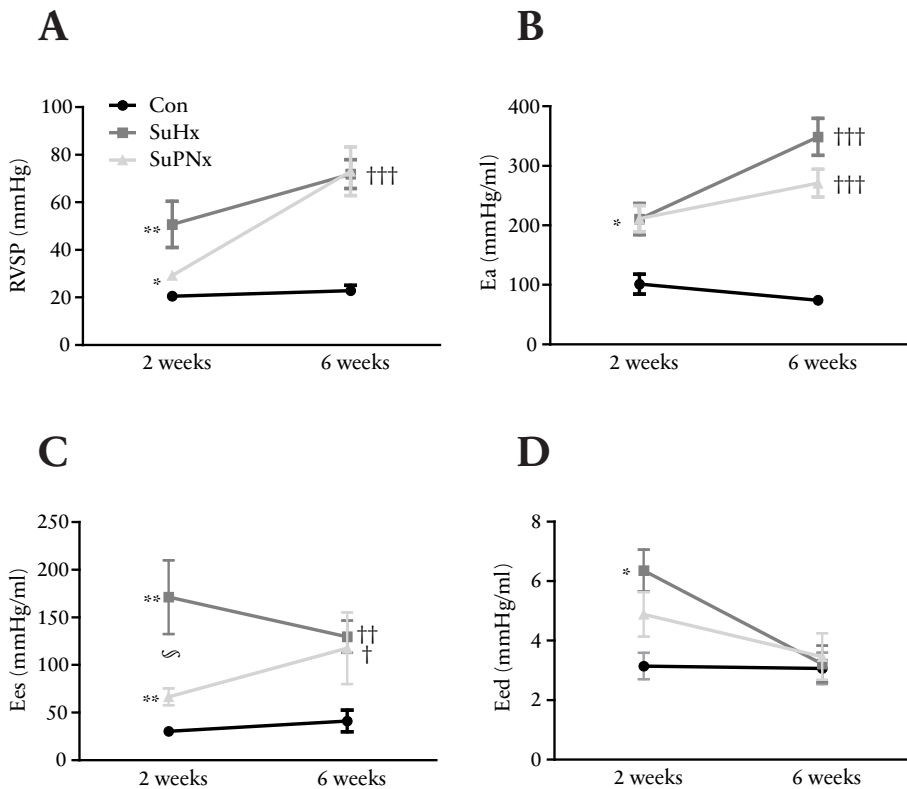 A
RVSP (mmHg)
100
80
60
40
20
0
Con
SuHx
SuPNx
**
*
†††
2 weeks 6 weeks
B
Ea (mmHg/ml)
400
300
200
100
0
*
†††
†††
2 weeks 6 weeks
C
Ees (mmHg/ml)
250
200
150
100
50
0
**
§
**
††
†
2 weeks 6 weeks
D
Eed (mmHg/ml)
8
6
4
2
0
*
2 weeks 6 weeks